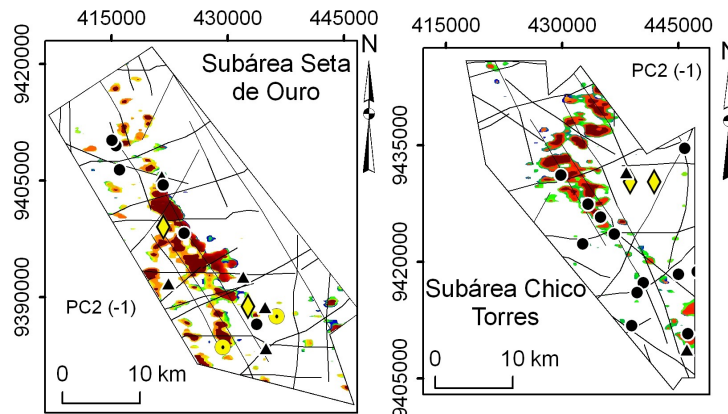 415000 430000 445000
N
Subárea Seta
de Ouro
9420000
9405000
9390000
PC2 (-1)
0 10 km
415000 430000 445000
PC2 (-1)
9435000
9420000
9405000
Subárea Chico
Torres
0 10 km